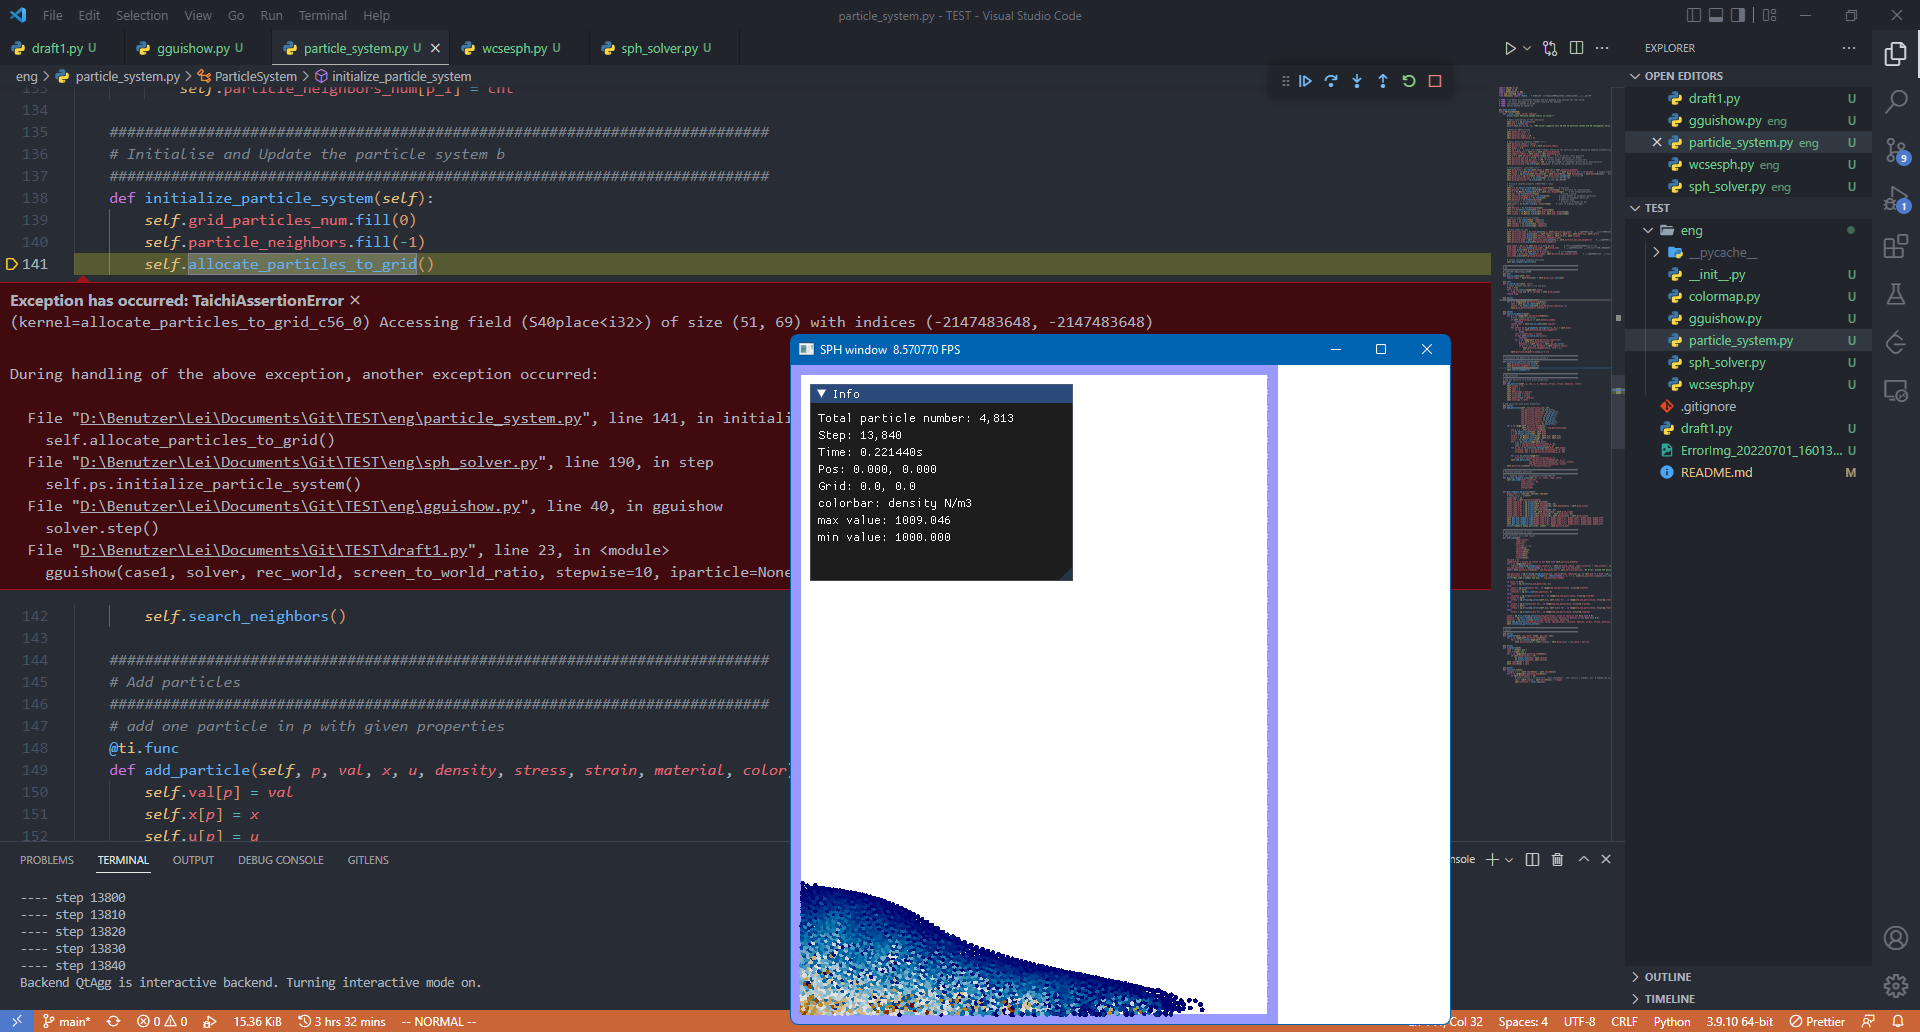 File Edit Selection View Go Run Terminal Help
particle_system.py - TEST - Visual Studio Code
draft1.py U
gguishow.py U
particle_system.py U
wcsesph.py U
sph_solver.py U
eng > particle_system.py > ParticleSystem > initialize_particle_system
133 self.particle_neighbors_num[p_i] = cnt
134
135 ###########################################################################
136 # Initialise and Update the particle system b
137 ###########################################################################
138 def initialize_particle_system(self):
139 self.grid_particles_num.fill(0)
140 self.particle_neighbors.fill(-1)
141 self.allocate_particles_to_grid()
Exception has occurred: TaichiAssertionError ×
(kernel=allocate_particles_to_grid_c56_0) Accessing field (S40place<i32>) of size (51, 69) with indices (-2147483648, -2147483648)
During handling of the above exception, another exception occurred:
File "D:\Benutzer\Lei\Documents\Git\TEST\eng\particle_system.py", line 141, in initiali
self.allocate_particles_to_grid()
File "D:\Benutzer\Lei\Documents\Git\TEST\eng\sph_solver.py", line 190, in step
self.ps.initialize_particle_system()
File "D:\Benutzer\Lei\Documents\Git\TEST\eng\gguishow.py", line 40, in gguishow
solver.step()
File "D:\Benutzer\Lei\Documents\Git\TEST\draft1.py", line 23, in <module>
gguishow(case1, solver, rec_world, screen_to_world_ratio, stepwise=10, iparticle=None
142 self.search_neighbors()
143
144 ###########################################################################
145 # Add particles
146 ###########################################################################
147 # add one particle in p with given properties
148 @ti.func
149 def add_particle(self, p, val, x, u, density, stress, strain, material, color)
150 self.val[p] = val
151 self.x[p] = x
152 self.u[p] = u
SPH window 8.570770 FPS
Info
Total particle number: 4,813
Step: 13,840
Time: 0.221440s
Pos: 0.000, 0.000
Grid: 0.0, 0.0
colorbar: density N/m3
max value: 1009.046
min value: 1000.000
PROBLEMS TERMINAL OUTPUT DEBUG CONSOLE GITLENS
nsole
---- step 13800
---- step 13810
---- step 13820
---- step 13830
---- step 13840
Backend QtAgg is interactive backend. Turning interactive mode on.
EXPLORER
OPEN EDITORS
draft1.py U
gguishow.py eng U
particle_system.py eng U
wcsesph.py eng U
sph_solver.py eng U
TEST
eng
__pycache__
__init__.py U
colormap.py U
gguishow.py U
particle_system.py U
sph_solver.py U
wcsesph.py U
.gitignore
draft1.py U
ErrorImg_20220701_16013... U
README.md M
OUTLINE
TIMELINE
9
1
main* 0 0 15.36 KiB 3 hrs 32 mins -- NORMAL --
Col 32 Spaces: 4 UTF-8 CRLF Python 3.9.10 64-bit Prettier